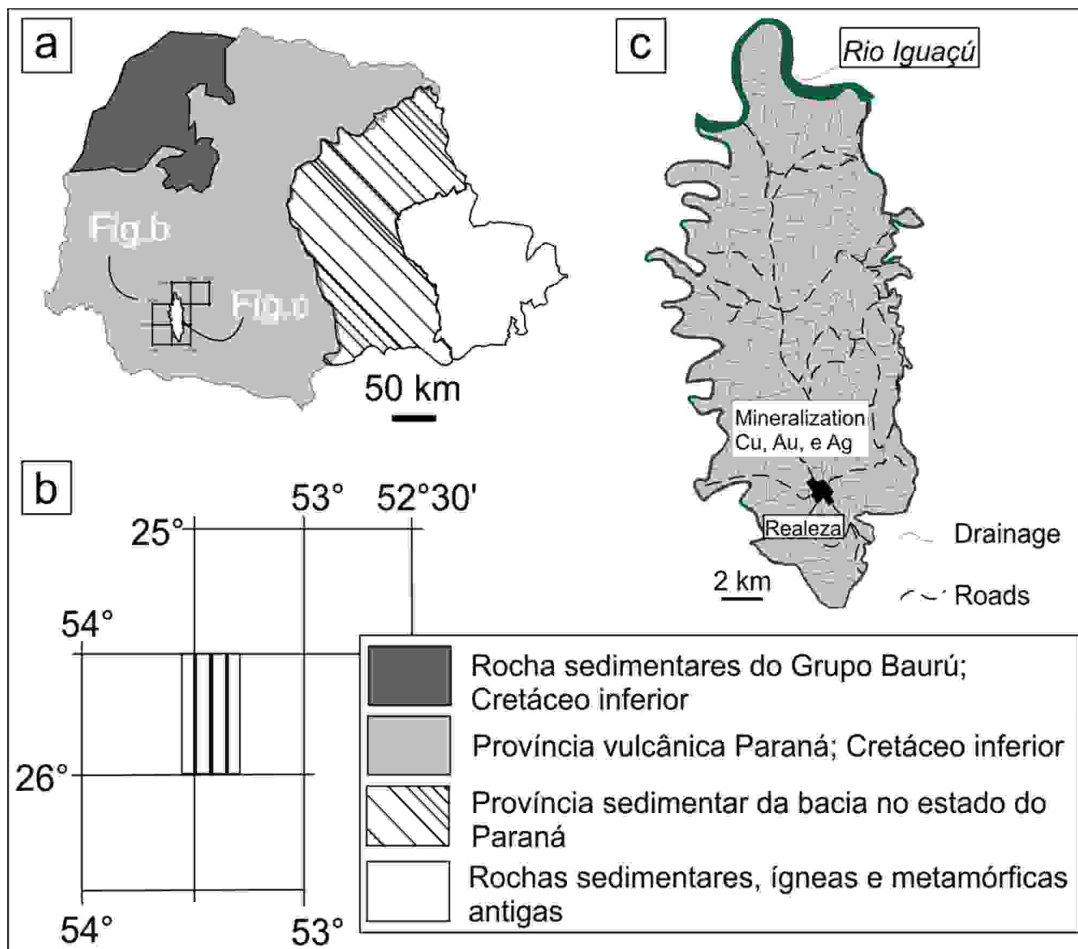 a
Fig.b
Fig.c
50 km
c
Rio Iguaçú
Mineralization
Cu, Au, e Ag
Realeza
2 km
Drainage
Roads
b
53°
52°30'
25°
54°
26°
54°
53°
Rocha sedimentares do Grupo Baurú;
Cretáceo inferior
Província vulcânica Paraná; Cretáceo inferior
Província sedimentar da bacia no estado do
Paraná
Rochas sedimentares, ígneas e metamórficas
antigas